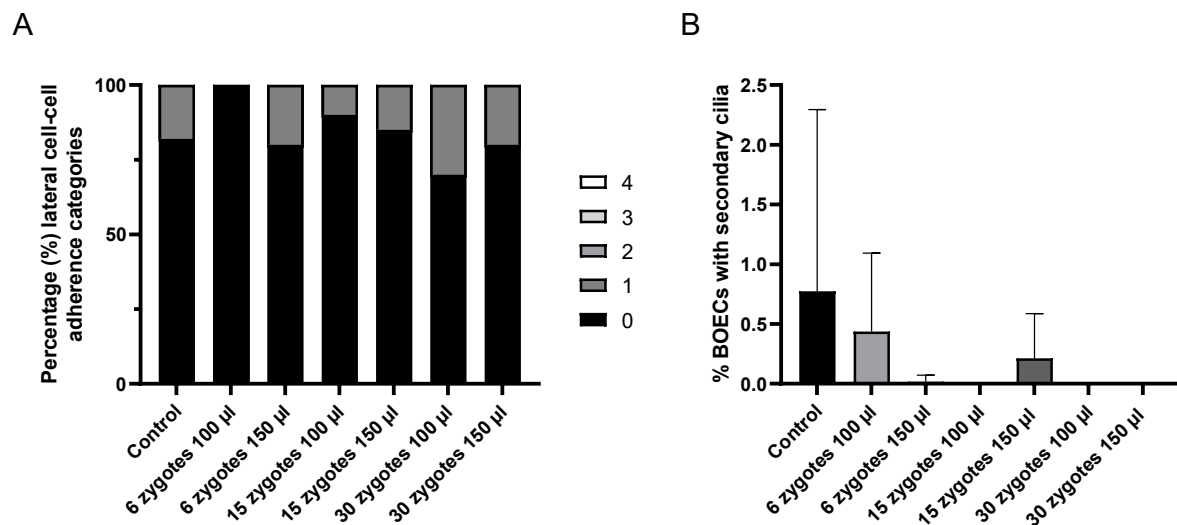 A
Percentage (%) lateral cell-cell
adherence categories
100
50
0
Control
6 zygotes 100 µl
6 zygotes 150 µl
15 zygotes 100 µl
15 zygotes 150 µl
30 zygotes 100 µl
30 zygotes 150 µl
4
3
2
1
0
B
% BOECs with secondary cilia
2.5
2.0
1.5
1.0
0.5
0.0
Control
6 zygotes 100 µl
6 zygotes 150 µl
15 zygotes 100 µl
15 zygotes 150 µl
30 zygotes 100 µl
30 zygotes 150 µl